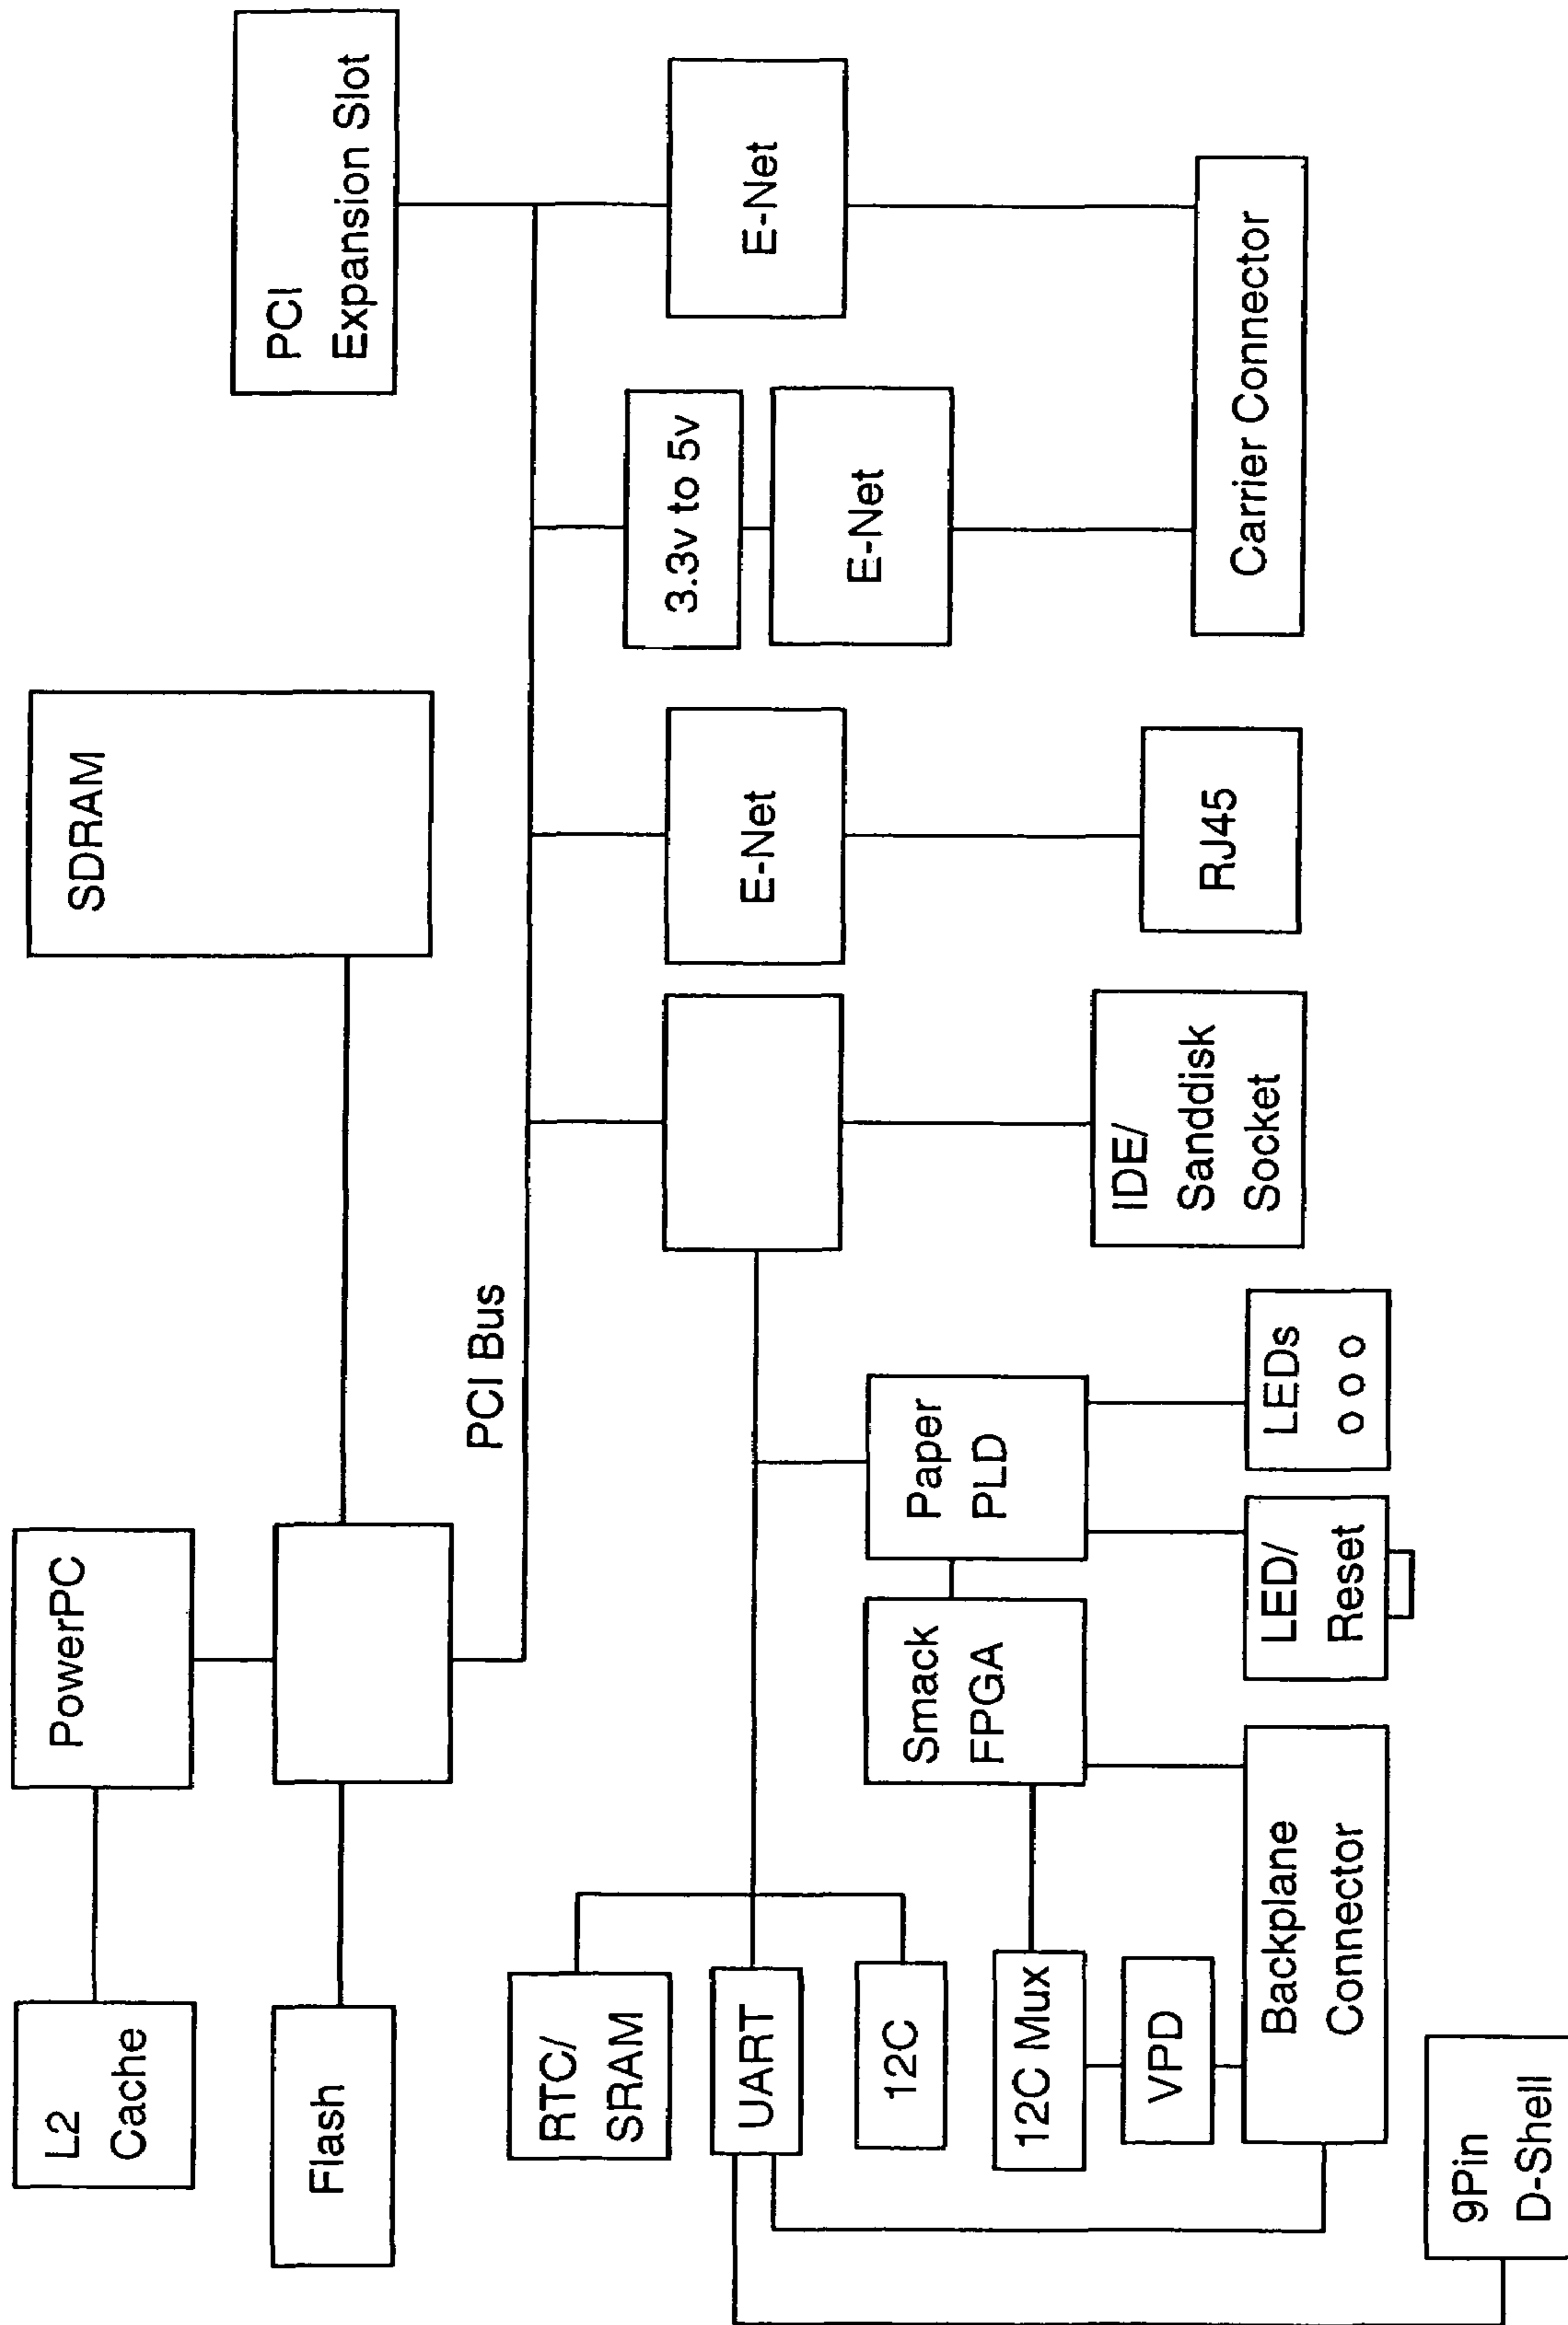 L2
Cache
PowerPC
SDRAM
PCI
Expansion Slot
Flash
PCI Bus
RTC/
SRAM
UART
12C
12C Mux
VPD
Backplane
Connector
9Pin
D-Shell
Smack
FPGA
Paper
PLD
LED/
Reset
LEDs
o o o
IDE/
Sanddisk
Socket
E-Net
RJ45
3.3v to 5v
E-Net
E-Net
Carrier Connector